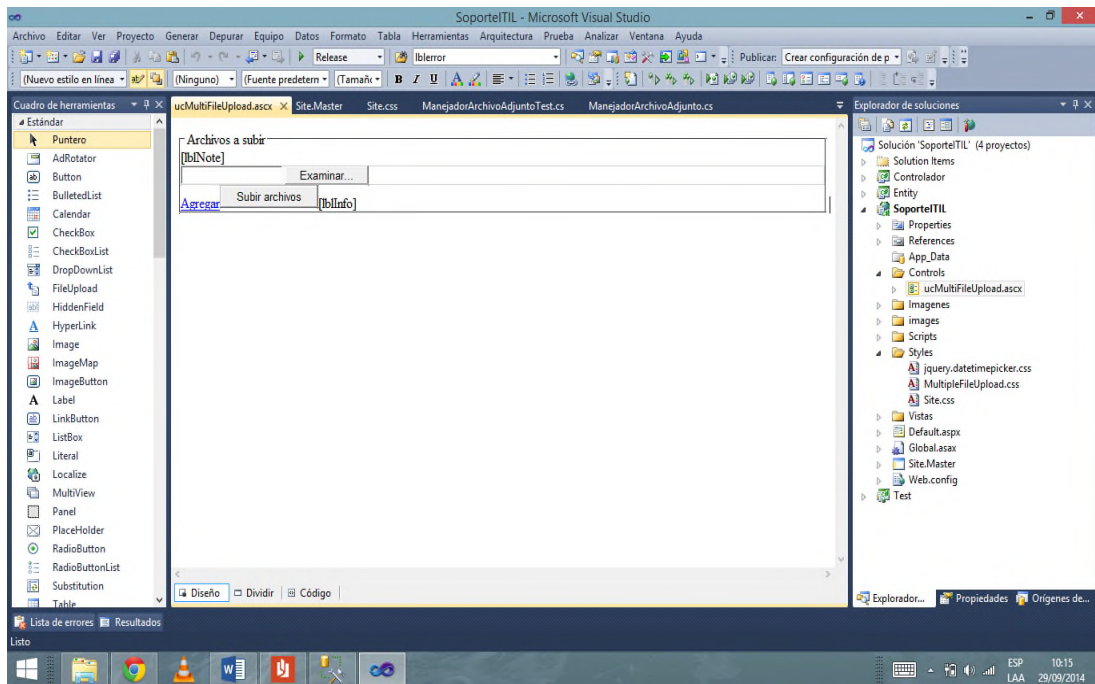 SoporteITIL - Microsoft Visual Studio
Archivo Editar Ver Proyecto Generar Depurar Equipo Datos Formato Tabla Herramientas Arquitectura Prueba Analizar Ventana Ayuda
Release lblerror Publicar: Crear configuración de p
(Nuevo estilo en línea (Ninguno) (Fuente predetern (Tamañc B I U A
Cuadro de herramientas
Estándar
Puntero
AdRotator
Button
BulletedList
Calendar
CheckBox
CheckBoxList
DropDownList
FileUpload
HiddenField
HyperLink
Image
ImageMap
ImageButton
Label
LinkButton
ListBox
Literal
Localize
MultiView
Panel
PlaceHolder
RadioButton
RadioButtonList
Substitution
Table
ucMultiFileUpload.ascx Site.Master Site.css ManejadorArchivoAdjuntoTest.cs ManejadorArchivoAdjunto.cs
Archivos a subir
[lblNote]
Examinar...
Agregar Subir archivos [lblInfo]
Diseño Dividir Código
Explorador de soluciones
Solución 'SoporteITIL' (4 proyectos)
Solution Items
Controlador
Entity
SoporteITIL
Properties
References
App_Data
Controls
ucMultiFileUpload.ascx
Imagenes
images
Scripts
Styles
jquery.datetimepicker.css
MultipleFileUpload.css
Site.css
Vistas
Default.aspx
Global.asax
Site.Master
Web.config
Test
Explorador... Propiedades Orígenes de...
Lista de errores Resultados
Listo
ESP 10:15
LAA 29/09/2014